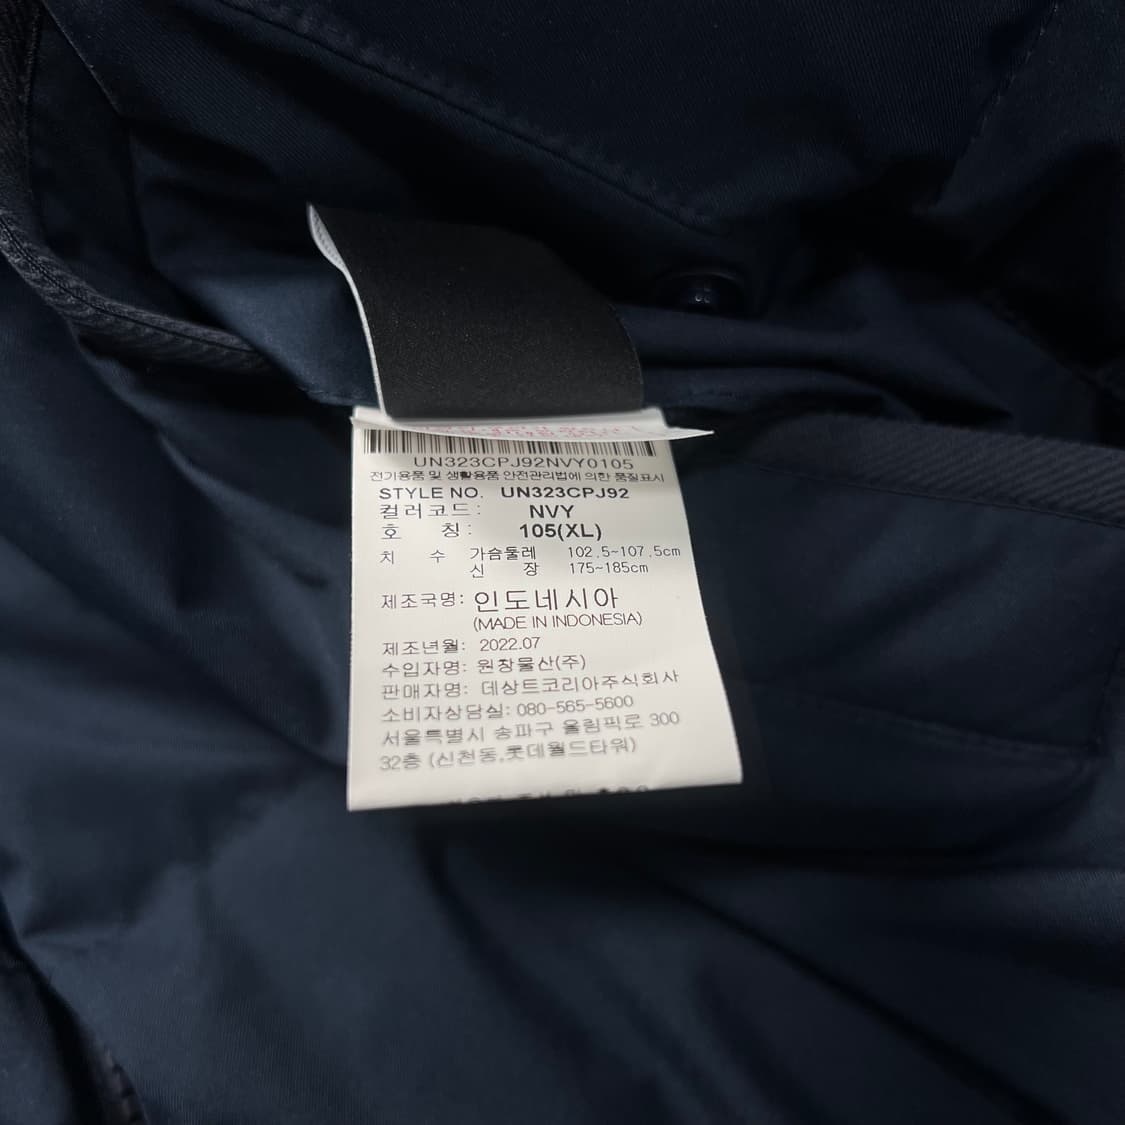 UN323CPJ92NVY0105
전기용품 및 생활용품 안전관리법에 의한 품질표시
STYLE NO. UN323CPJ92
컬러코드: NVY
호 칭: 105(XL)
치 수 가슴둘레 102.5~107.5cm
신 장 175~185cm
제조국명: 인도네시아
(MADE IN INDONESIA)
제조년월: 2022.07
수입자명: 원창물산(주)
판매자명: 데상트코리아주식회사
소비자상담실: 080-565-5600
서울특별시 송파구 올림픽로 300
32층 (신천동,롯데월드타워)